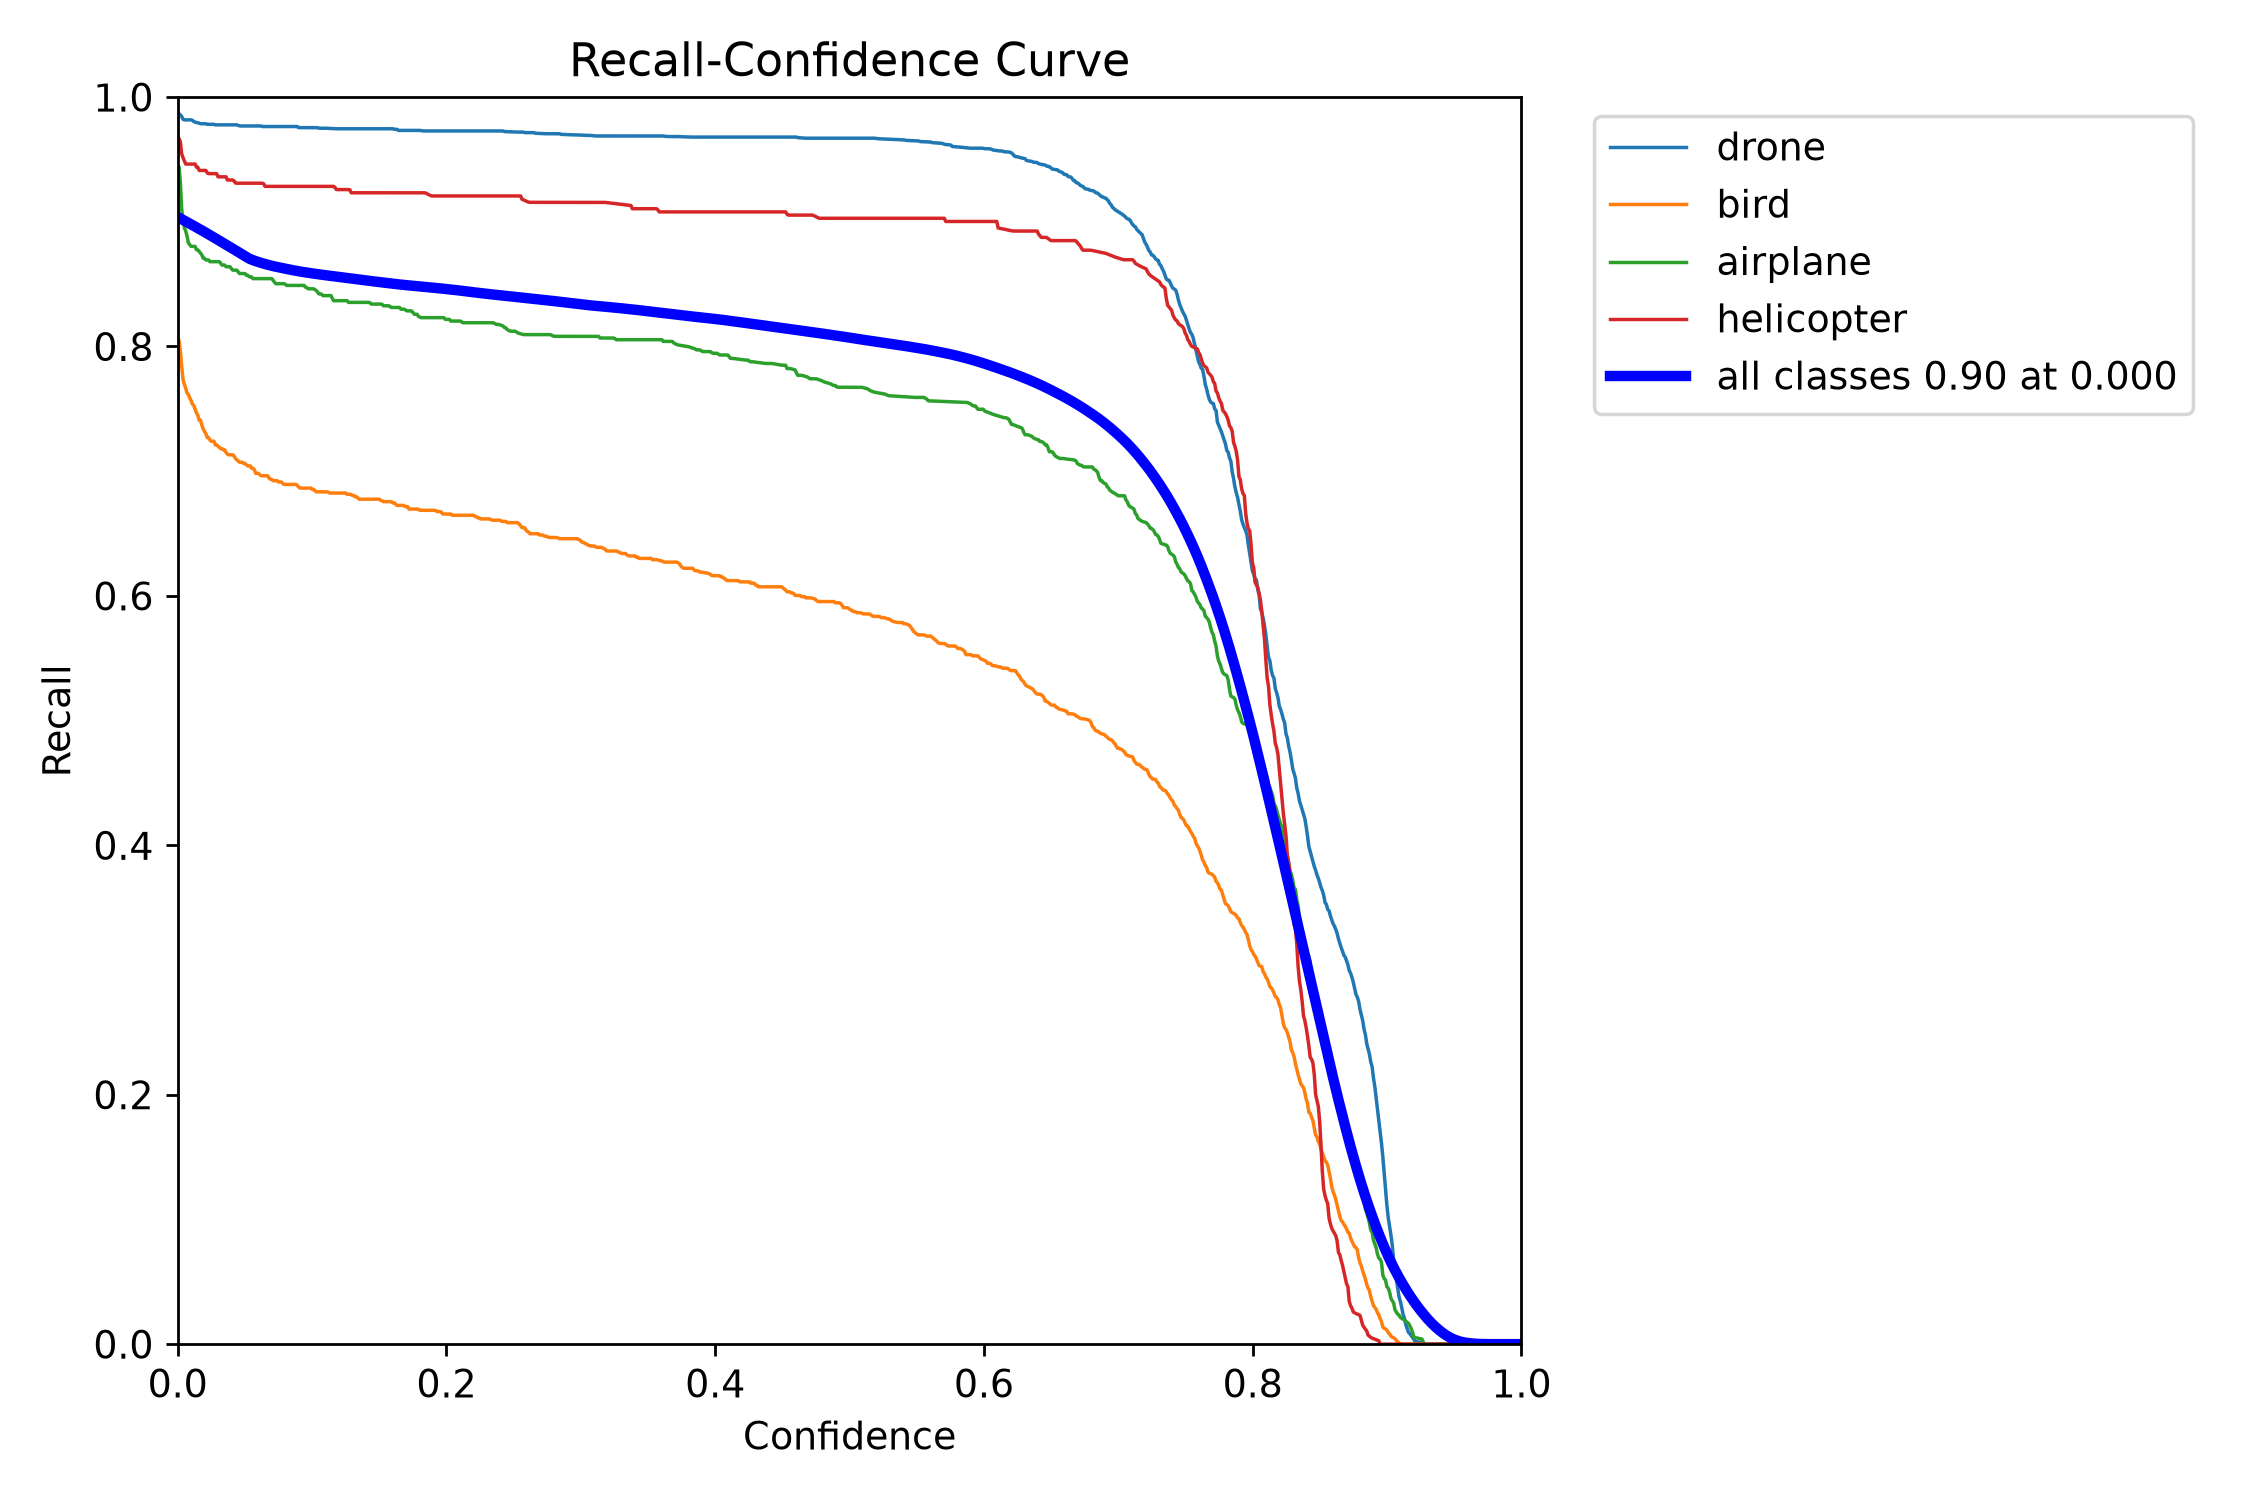 Recall-Confidence Curve
1.0
0.8
0.6
0.4
0.2
0.0
Recall
0.0 0.2 0.4 0.6 0.8 1.0
Confidence
drone
bird
airplane
helicopter
all classes 0.90 at 0.000